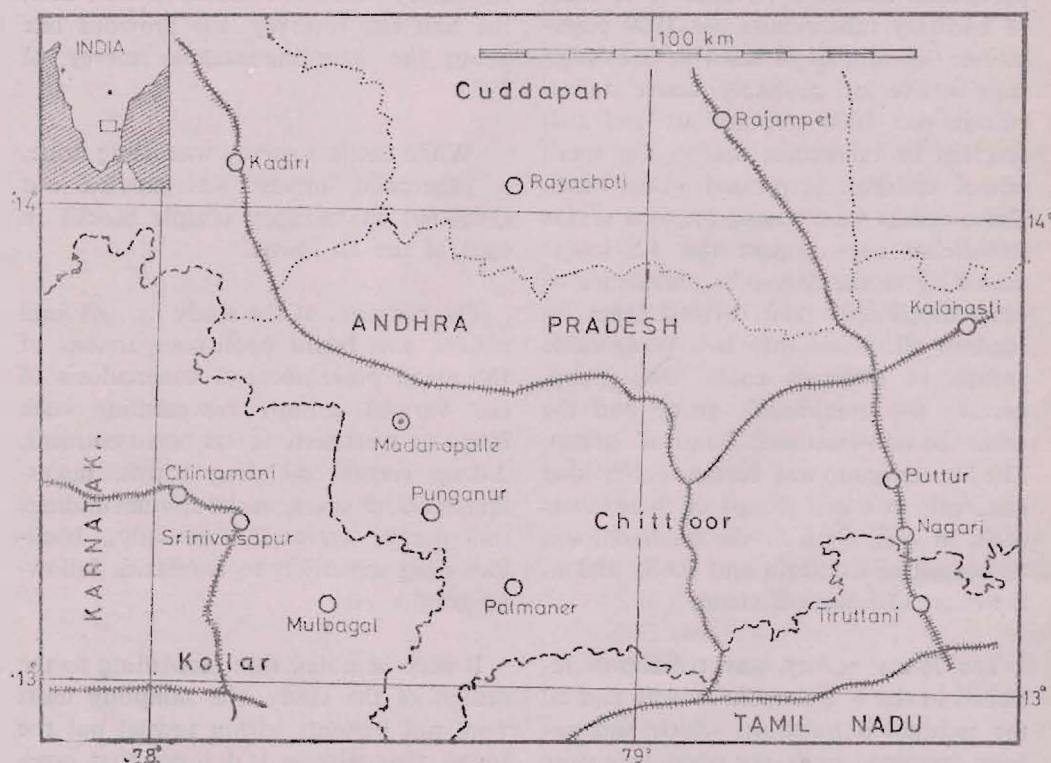 INDIA
100 km
Cuddapah
Rajampet
Kadiri
Rayachoti
14°
14°
Kalahasti
ANDHRA PRADESH
Madanapalle
KARNATAKA
Chintamani
Punganur
Puttur
Srinivasapur
Chittoor
Nagari
Mulbagal
Palmaner
Tiruttani
Kolar
13°
13°
TAMIL NADU
78°
79°